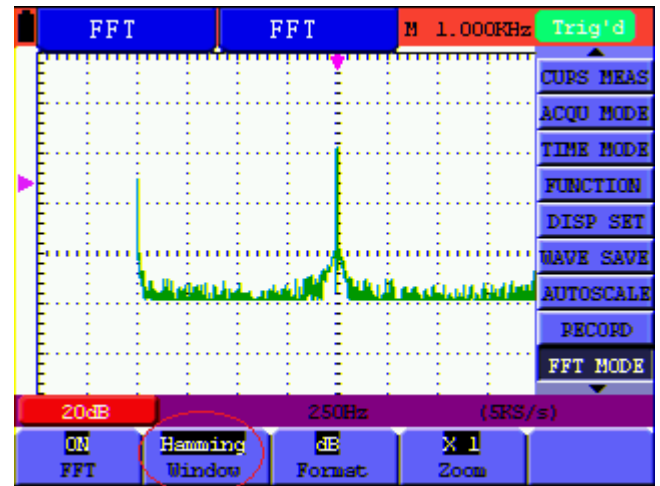 FFT FFT M 1.000KHz Trig'd
CURS MEAS
ACQU MODE
TIME MODE
FUNCTION
DISP SET
WAVE SAVE
AUTOSCALE
RECORD
FFT MODE
20dB 250Hz (5KS/s)
ON Hamming dB X 1
FFT Window Format Zoom